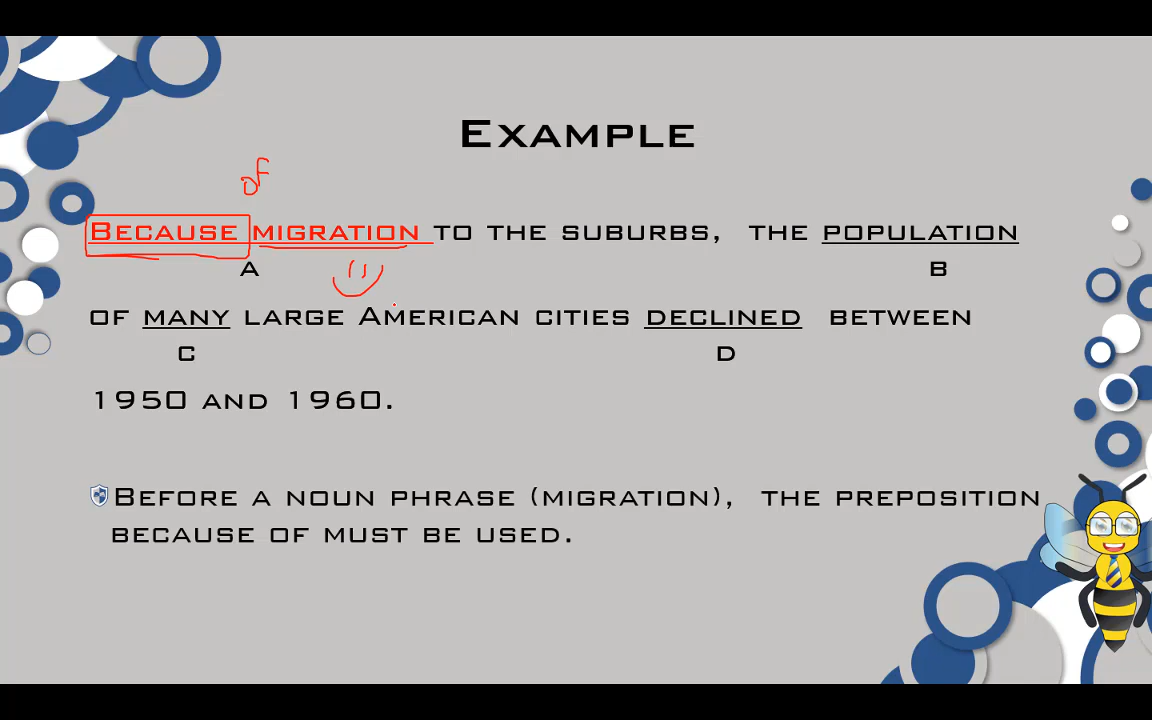 Example
of
Because migration to the suburbs, the population
A B
of many large American cities declined between
C D
1950 and 1960.
Before a noun phrase (migration), the preposition
because of must be used.